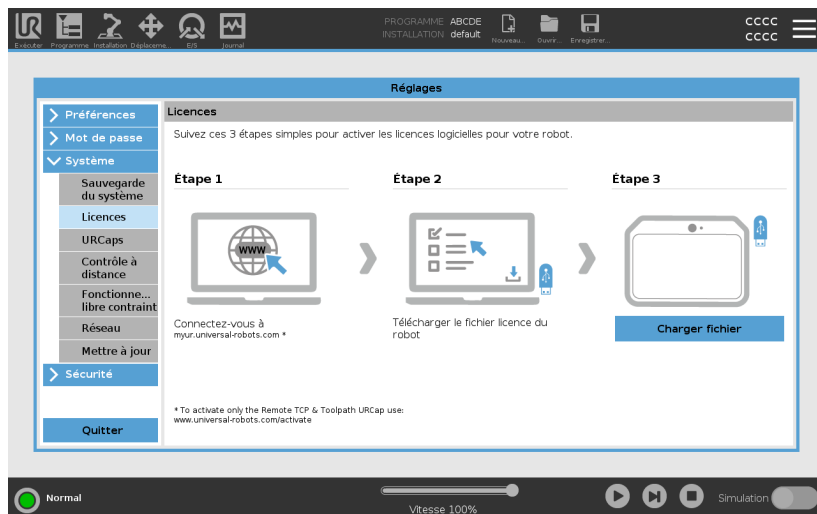 PROGRAMME ABCDE
INSTALLATION default
CCCC
CCCC
Exécuter
Programme
Installation
Déplaceme...
E/S
Journal
Nouveau...
Ouvrir...
Enregistrer...
Réglages
Préférences
Mot de passe
Système
Sauvegarde
du système
Licences
URCaps
Contrôle à
distance
Fonctionne...
libre contraint
Réseau
Mettre à jour
Sécurité
Quitter
Licences
Suivez ces 3 étapes simples pour activer les licences logicielles pour votre robot.
Étape 1
WWW
Connectez-vous à
myur.universal-robots.com *
Étape 2
Télécharger le fichier licence du
robot
Étape 3
Charger fichier
* To activate only the Remote TCP & Toolpath URCap use:
www.universal-robots.com/activate
Normal
Vitesse 100%
Simulation